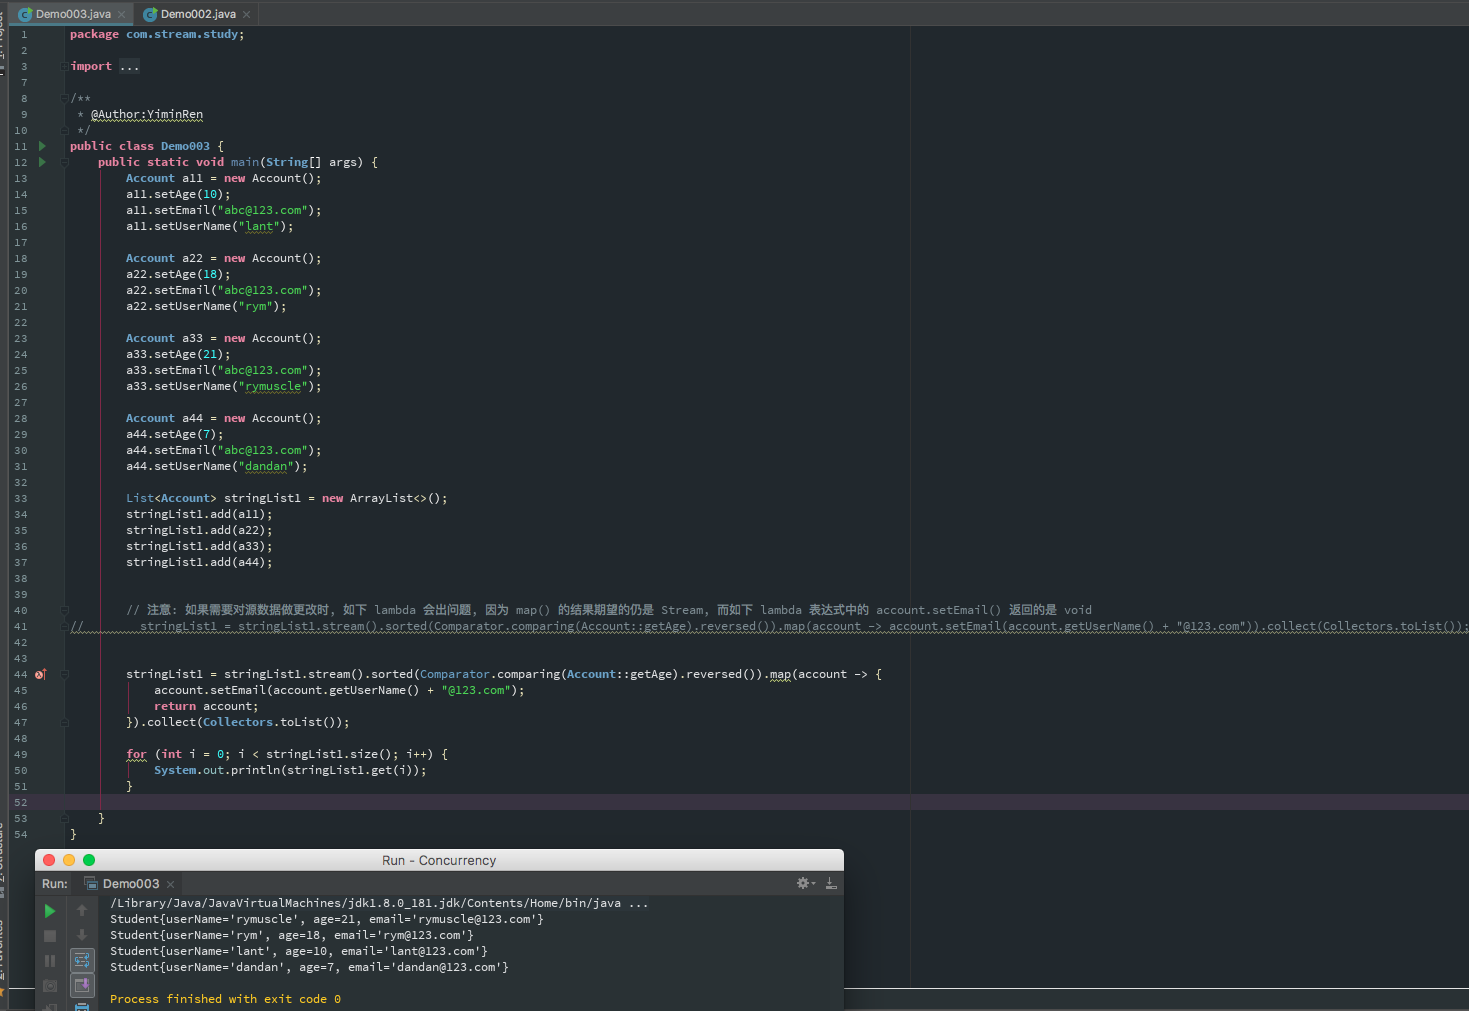 Demo003.java
Demo002.java
1 package com.stream.study;
2
3 import ...
7
8 /**
9 * @Author:YiminRen
10 */
11 public class Demo003 {
12 public static void main(String[] args) {
13 Account a11 = new Account();
14 a11.setAge(10);
15 a11.setEmail("abc@123.com");
16 a11.setUserName("lant");
17
18 Account a22 = new Account();
19 a22.setAge(18);
20 a22.setEmail("abc@123.com");
21 a22.setUserName("rym");
22
23 Account a33 = new Account();
24 a33.setAge(21);
25 a33.setEmail("abc@123.com");
26 a33.setUserName("rymuscle");
27
28 Account a44 = new Account();
29 a44.setAge(7);
30 a44.setEmail("abc@123.com");
31 a44.setUserName("dandan");
32
33 List<Account> stringList1 = new ArrayList<>();
34 stringList1.add(a11);
35 stringList1.add(a22);
36 stringList1.add(a33);
37 stringList1.add(a44);
38
39
40 // 注意: 如果需要对源数据做更改时, 如下 lambda 会出问题, 因为 map() 的结果期望的仍是 Stream, 而如下 lambda 表达式中的 account.setEmail() 返回的是 void
41 // stringList1 = stringList1.stream().sorted(Comparator.comparing(Account::getAge).reversed()).map(account -> account.setEmail(account.getUserName() + "@123.com")).collect(Collectors.toList());
42
43
44 stringList1 = stringList1.stream().sorted(Comparator.comparing(Account::getAge).reversed()).map(account -> {
45 account.setEmail(account.getUserName() + "@123.com");
46 return account;
47 }).collect(Collectors.toList());
48
49 for (int i = 0; i < stringList1.size(); i++) {
50 System.out.println(stringList1.get(i));
51 }
52
53 }
54 }
Run - Concurrency
Run: Demo003
/Library/Java/JavaVirtualMachines/jdk1.8.0_181.jdk/Contents/Home/bin/java ...
Student{userName='rymuscle', age=21, email='rymuscle@123.com'}
Student{userName='rym', age=18, email='rym@123.com'}
Student{userName='lant', age=10, email='lant@123.com'}
Student{userName='dandan', age=7, email='dandan@123.com'}
Process finished with exit code 0